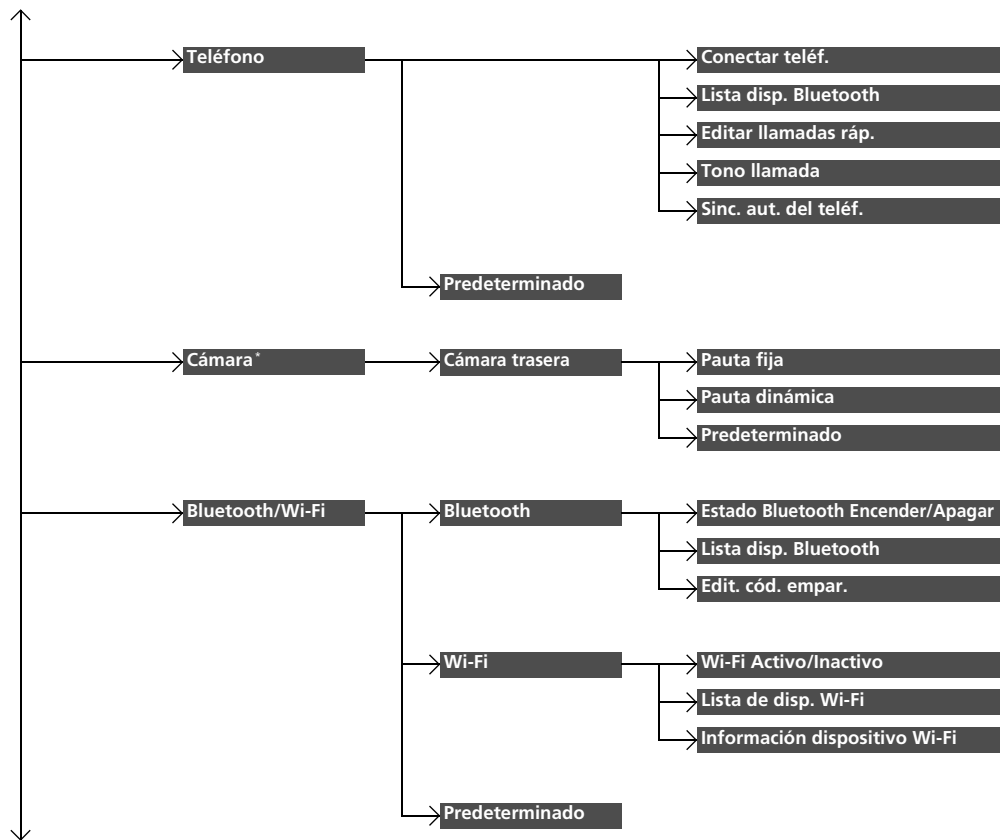 Teléfono
Conectar teléf.
Lista disp. Bluetooth
Editar llamadas ráp.
Tono llamada
Sinc. aut. del teléf.
Predeterminado
Cámara*
Cámara trasera
Pauta fija
Pauta dinámica
Predeterminado
Bluetooth/Wi-Fi
Bluetooth
Estado Bluetooth Encender/Apagar
Lista disp. Bluetooth
Edit. cód. empar.
Wi-Fi
Wi-Fi Activo/Inactivo
Lista de disp. Wi-Fi
Información dispositivo Wi-Fi
Predeterminado